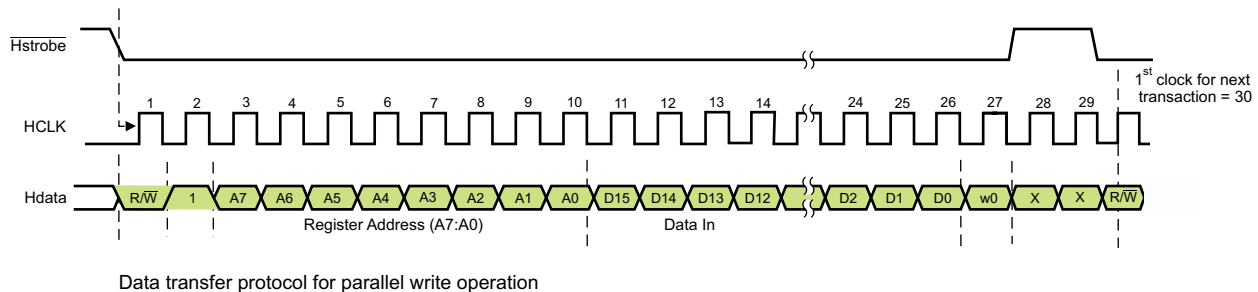 Hstrobe
1st clock for next
transaction = 30
HCLK
1 2 3 4 5 6 7 8 9 10 11 12 13 14 24 25 26 27 28 29
Hdata
R/W 1 A7 A6 A5 A4 A3 A2 A1 A0 D15 D14 D13 D12 D2 D1 D0 w0 X X R/W
Register Address (A7:A0) Data In
Data transfer protocol for parallel write operation